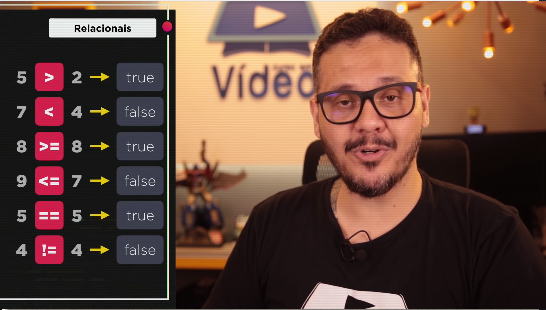 Relacionais
5 > 2 → true
7 < 4 → false
8 >= 8 → true
9 <= 7 → false
5 == 5 → true
4 != 4 → false
Víde